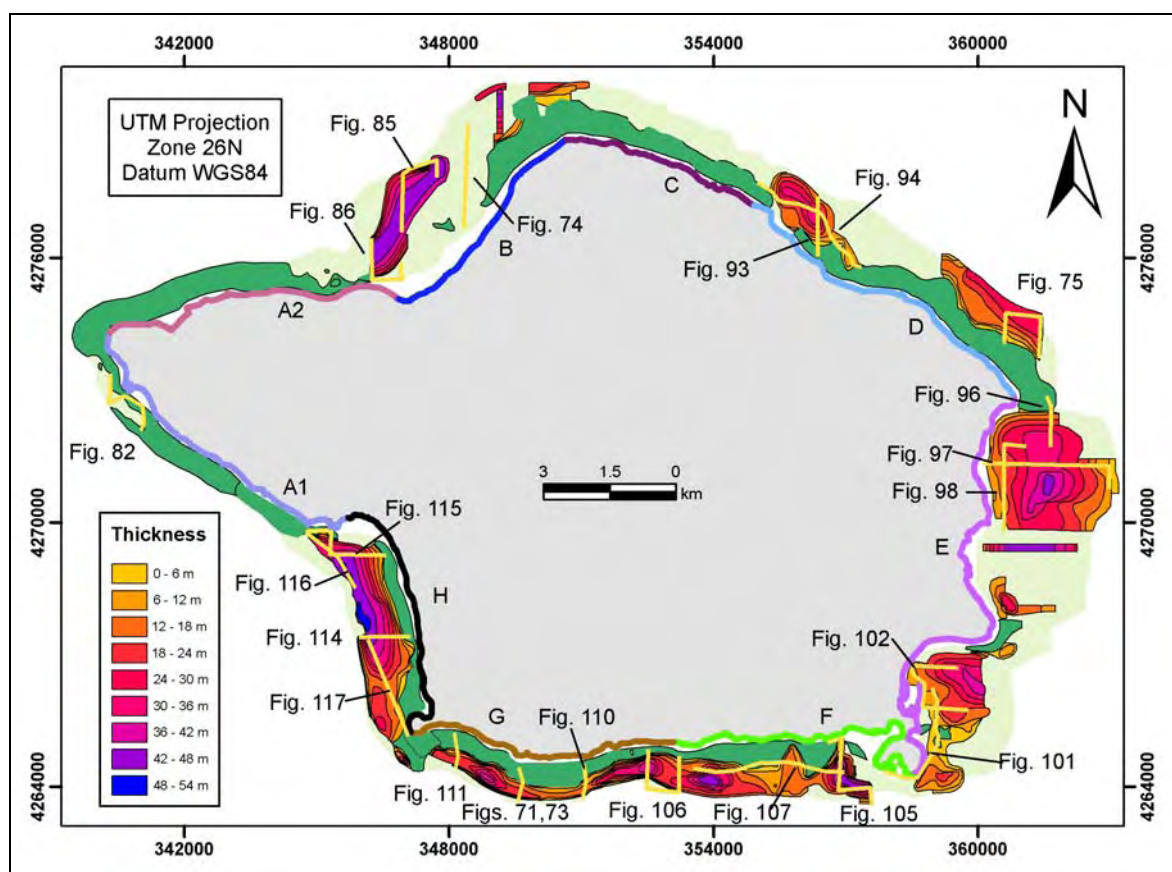 342000 348000 354000 360000
UTM Projection
Zone 26N
Datum WGS84
N
Fig. 85
Fig. 86
Fig. 74
Fig. 94
Fig. 93
Fig. 75
4276000
4276000
A2
B
C
D
Fig. 82
Fig. 96
Fig. 97
Fig. 98
3 1.5 0
km
A1
Fig. 115
Fig. 116
4270000
4270000
E
H
Thickness
0 - 6 m
6 - 12 m
12 - 18 m
18 - 24 m
24 - 30 m
30 - 36 m
36 - 42 m
42 - 48 m
48 - 54 m
Fig. 114
Fig. 102
Fig. 117
G
Fig. 110
F
Fig. 101
4264000
4264000
Fig. 111
Figs. 71,73
Fig. 106
Fig. 107
Fig. 105
342000 348000 354000 360000